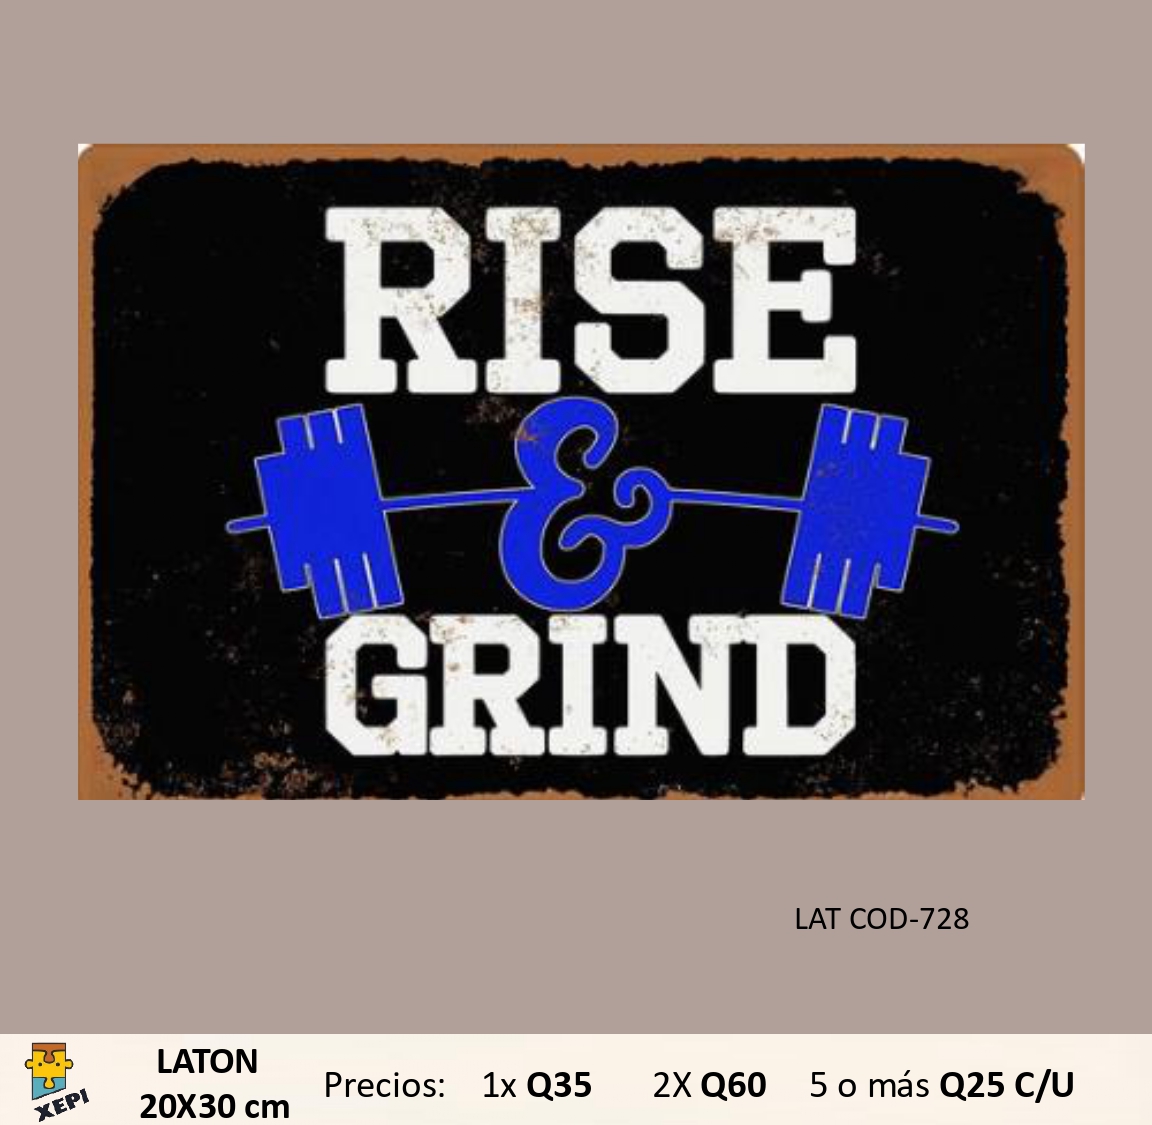 RISE
&
GRIND
LAT COD-728
LATON
20X30 cm
Precios: 1x Q35 2X Q60 5 o más Q25 C/U
XEPI